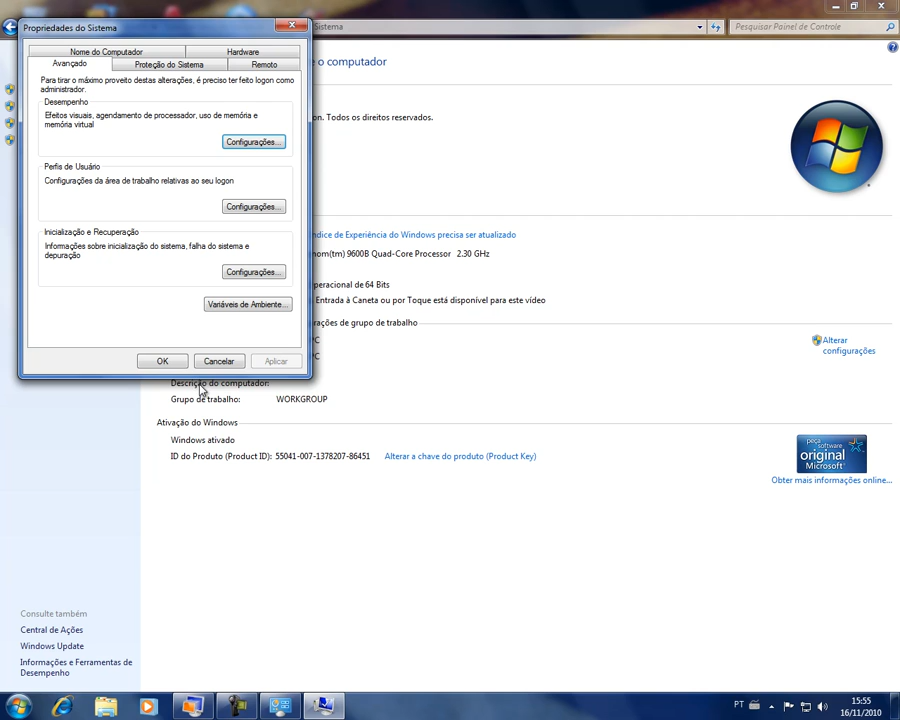 Propriedades do Sistema
Sistema
Pesquisar Painel de Controle
Nome do Computador
Hardware
Avançado
Proteção do Sistema
Remoto
Para tirar o máximo proveito destas alterações, é preciso ter feito logon como
administrador.
Desempenho
Efeitos visuais, agendamento de processador, uso de memória e
memória virtual
Configurações...
Perfis de Usuário
Configurações da área de trabalho relativas ao seu logon
Configurações...
Inicialização e Recuperação
Informações sobre inicialização do sistema, falha do sistema e
depuração
Configurações...
Variáveis de Ambiente...
OK
Cancelar
Aplicar
e o computador
on. Todos os direitos reservados.
Índice de Experiência do Windows precisa ser atualizado
nom(tm) 9600B Quad-Core Processor 2.30 GHz
peracional de 64 Bits
Entrada à Caneta ou por Toque está disponível para este vídeo
rações de grupo de trabalho
PC
PC
Alterar
configurações
Descrição do computador:
Grupo de trabalho: WORKGROUP
Ativação do Windows
Windows ativado
ID do Produto (Product ID): 55041-007-1378207-86451 Alterar a chave do produto (Product Key)
peça software
original
Microsoft
Obter mais informações online...
Consulte também
Central de Ações
Windows Update
Informações e Ferramentas de
Desempenho
PT
15:55
16/11/2010